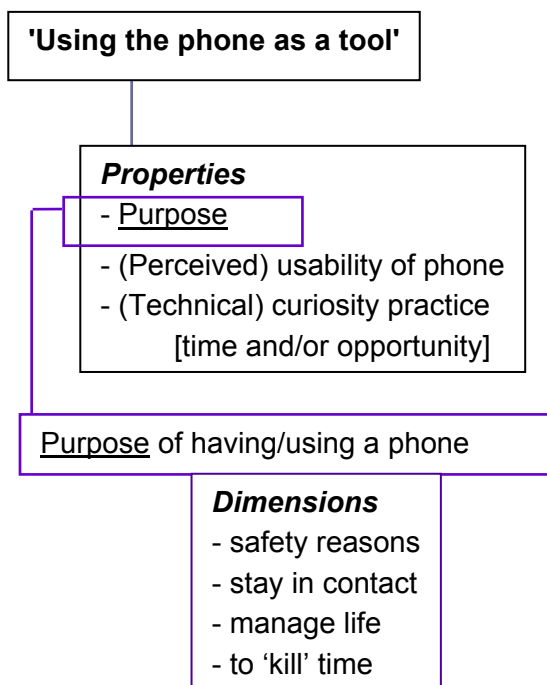 'Using the phone as a tool'
Properties
- Purpose
- (Perceived) usability of phone
- (Technical) curiosity practice
[time and/or opportunity]
Purpose of having/using a phone
Dimensions
- safety reasons
- stay in contact
- manage life
- to ‘kill’ time